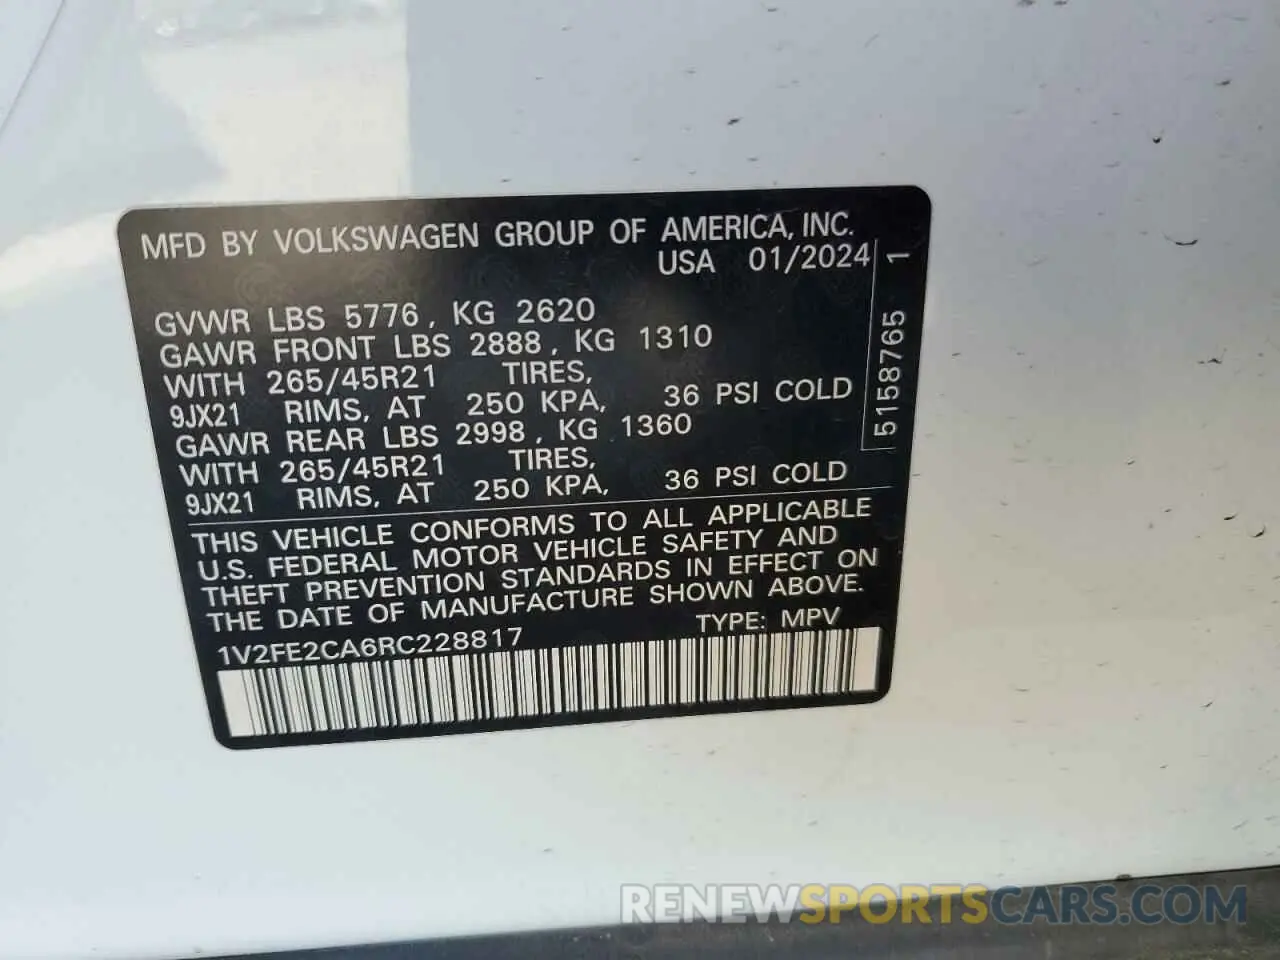 MFD BY VOLKSWAGEN GROUP OF AMERICA, INC.
USA 01/2024
GVWR LBS 5776, KG 2620
GAWR FRONT LBS 2888, KG 1310
WITH 265/45R21 TIRES,
9JX21 RIMS, AT 250 KPA, 36 PSI COLD
GAWR REAR LBS 2998, KG 1360
WITH 265/45R21 TIRES,
9JX21 RIMS, AT 250 KPA, 36 PSI COLD
5158765 1
THIS VEHICLE CONFORMS TO ALL APPLICABLE
U.S. FEDERAL MOTOR VEHICLE SAFETY AND
THEFT PREVENTION STANDARDS IN EFFECT ON
THE DATE OF MANUFACTURE SHOWN ABOVE.
1V2FE2CA6RC228817 TYPE: MPV
RENEWSPORTSCARS.COM